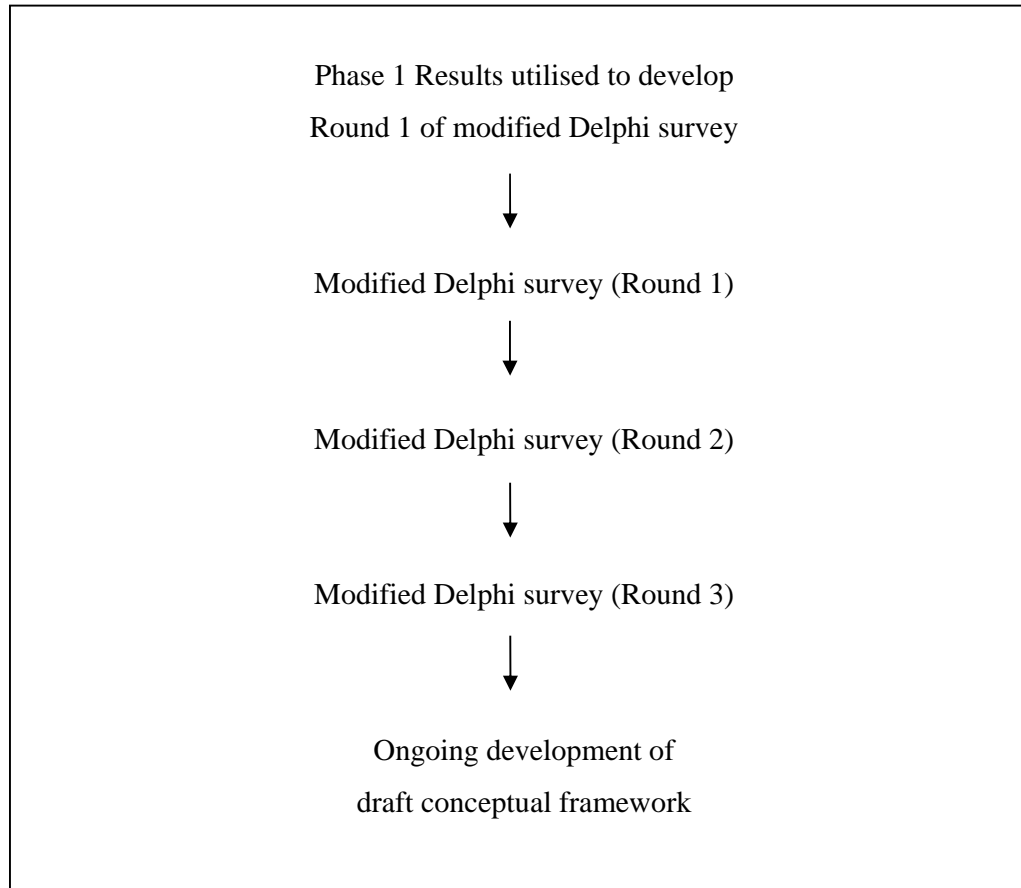 Phase 1 Results utilised to develop
Round 1 of modified Delphi survey
Modified Delphi survey (Round 1)
Modified Delphi survey (Round 2)
Modified Delphi survey (Round 3)
Ongoing development of
draft conceptual framework